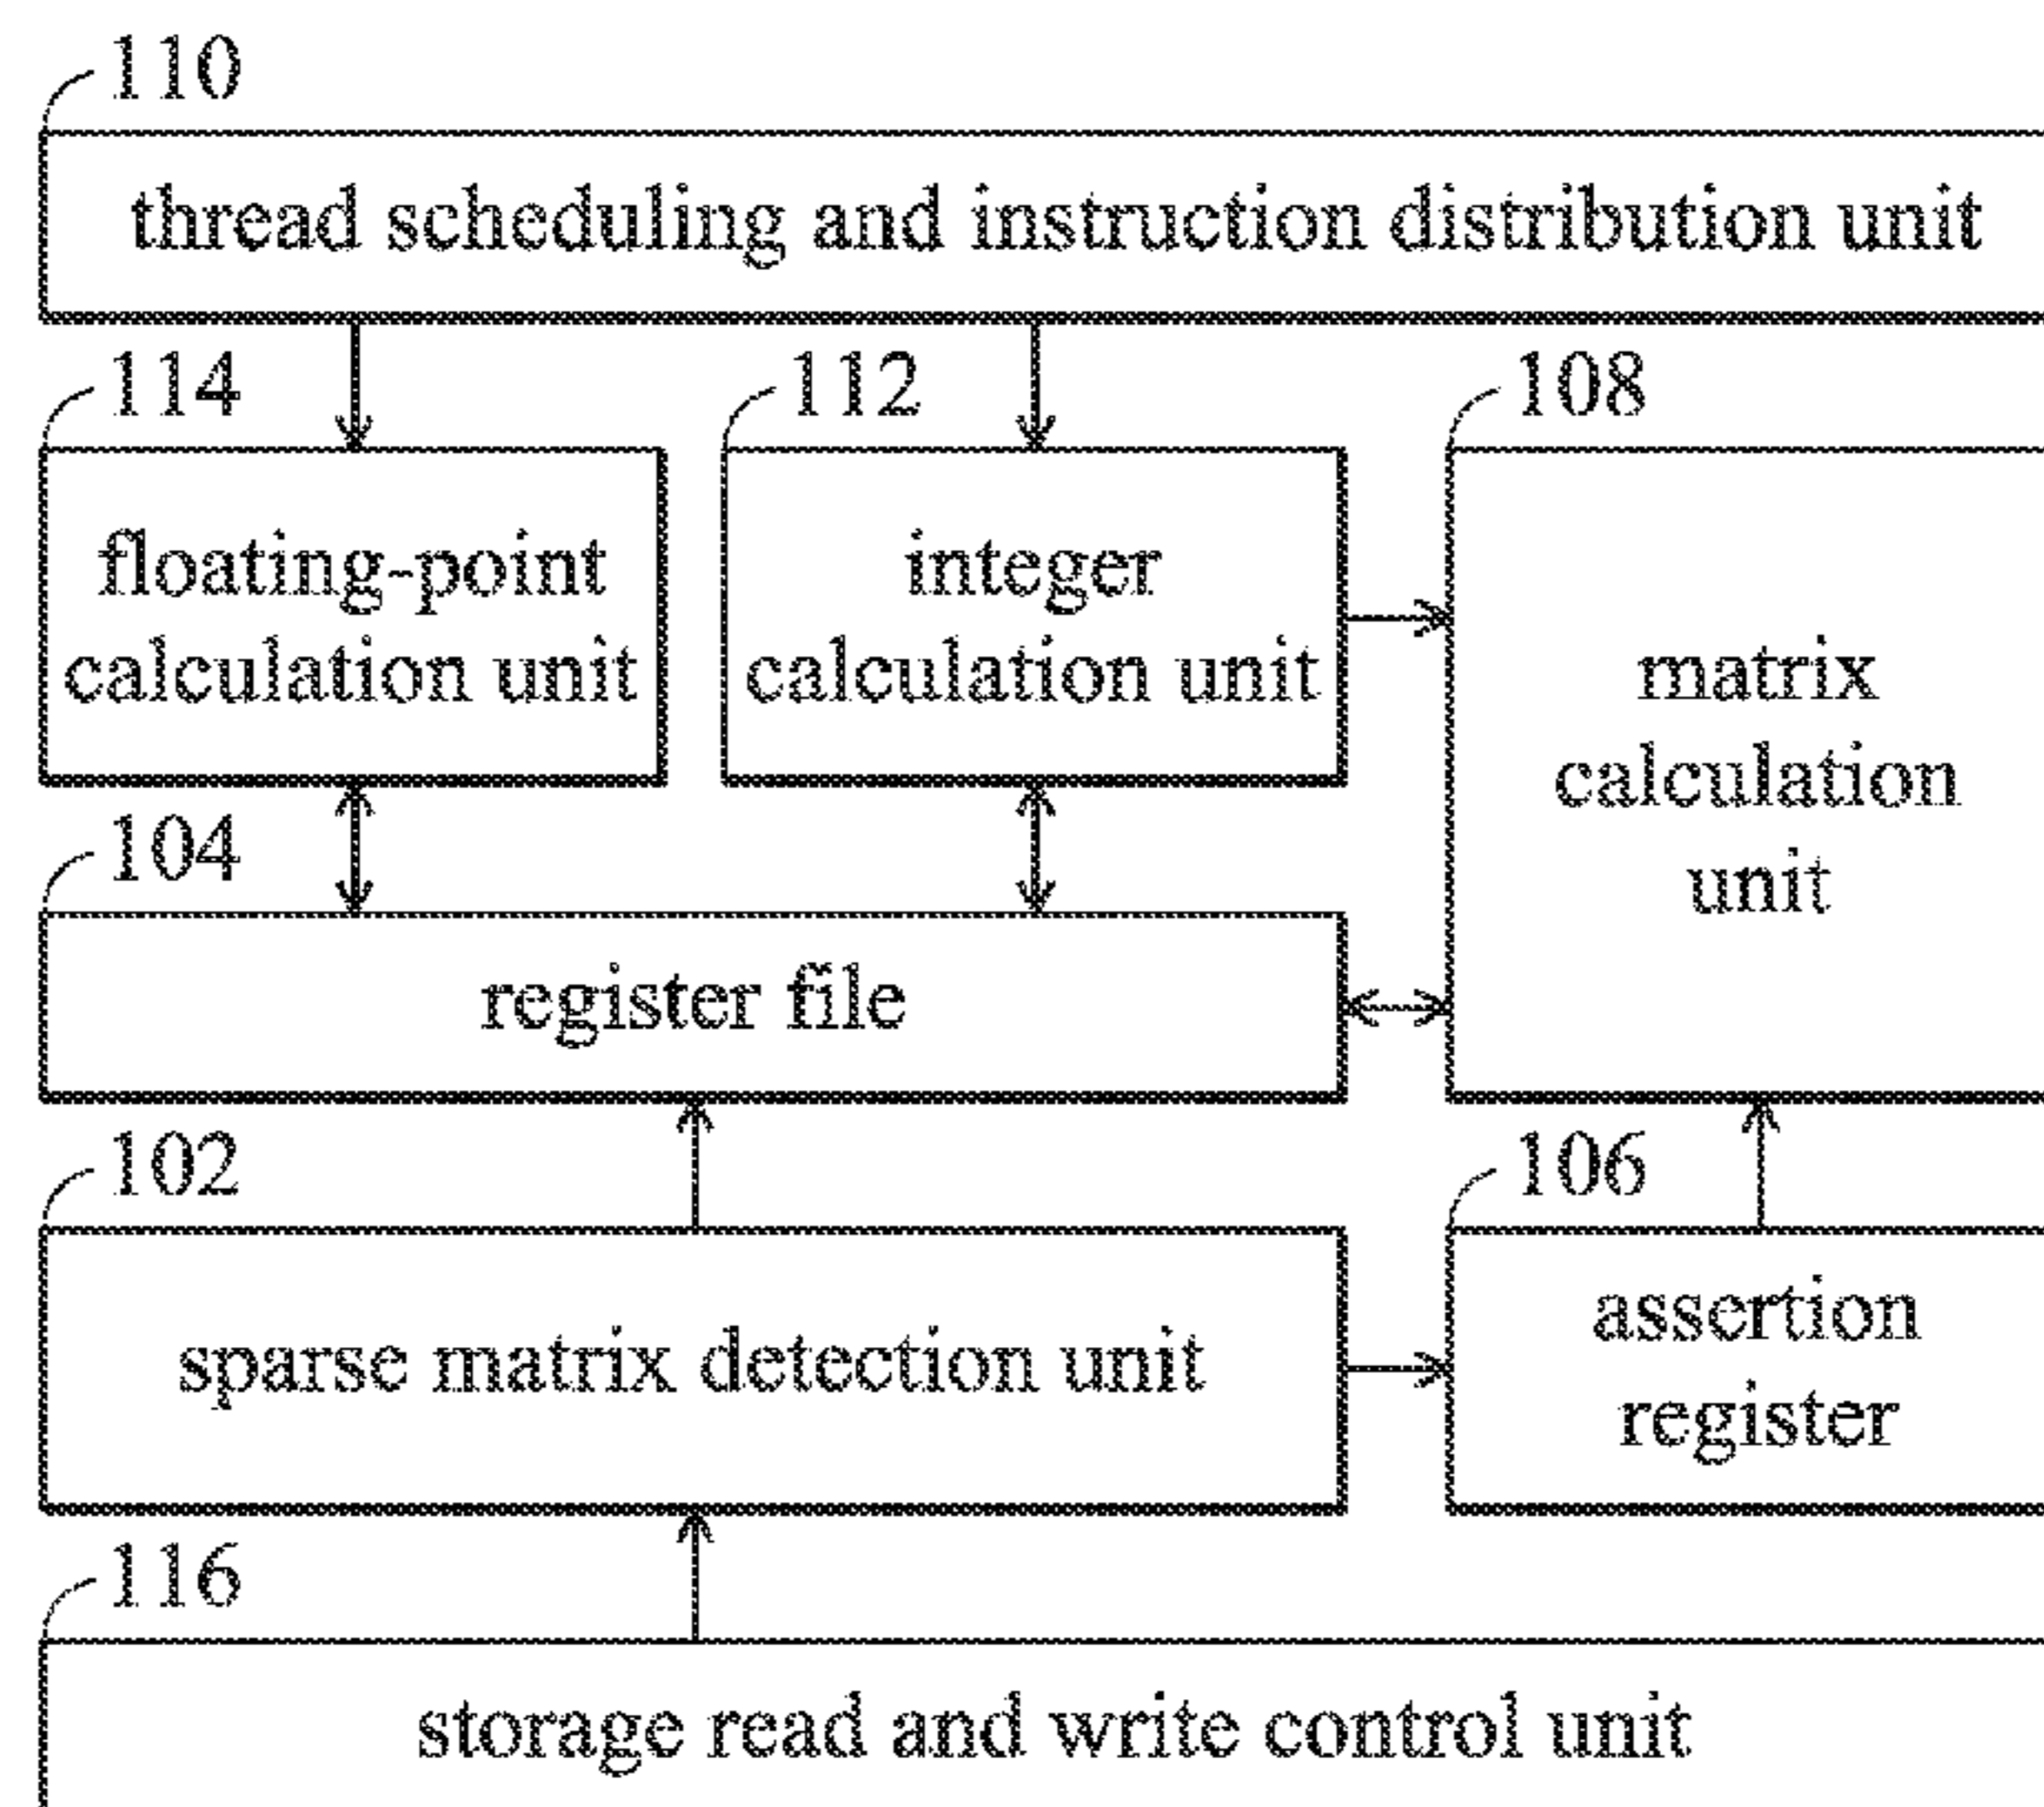 110
thread scheduling and instruction distribution unit
114
112
108
floating-point
calculation unit
integer
calculation unit
matrix
calculation
unit
104
register file
102
106
sparse matrix detection unit
assertion
register
116
storage read and write control unit